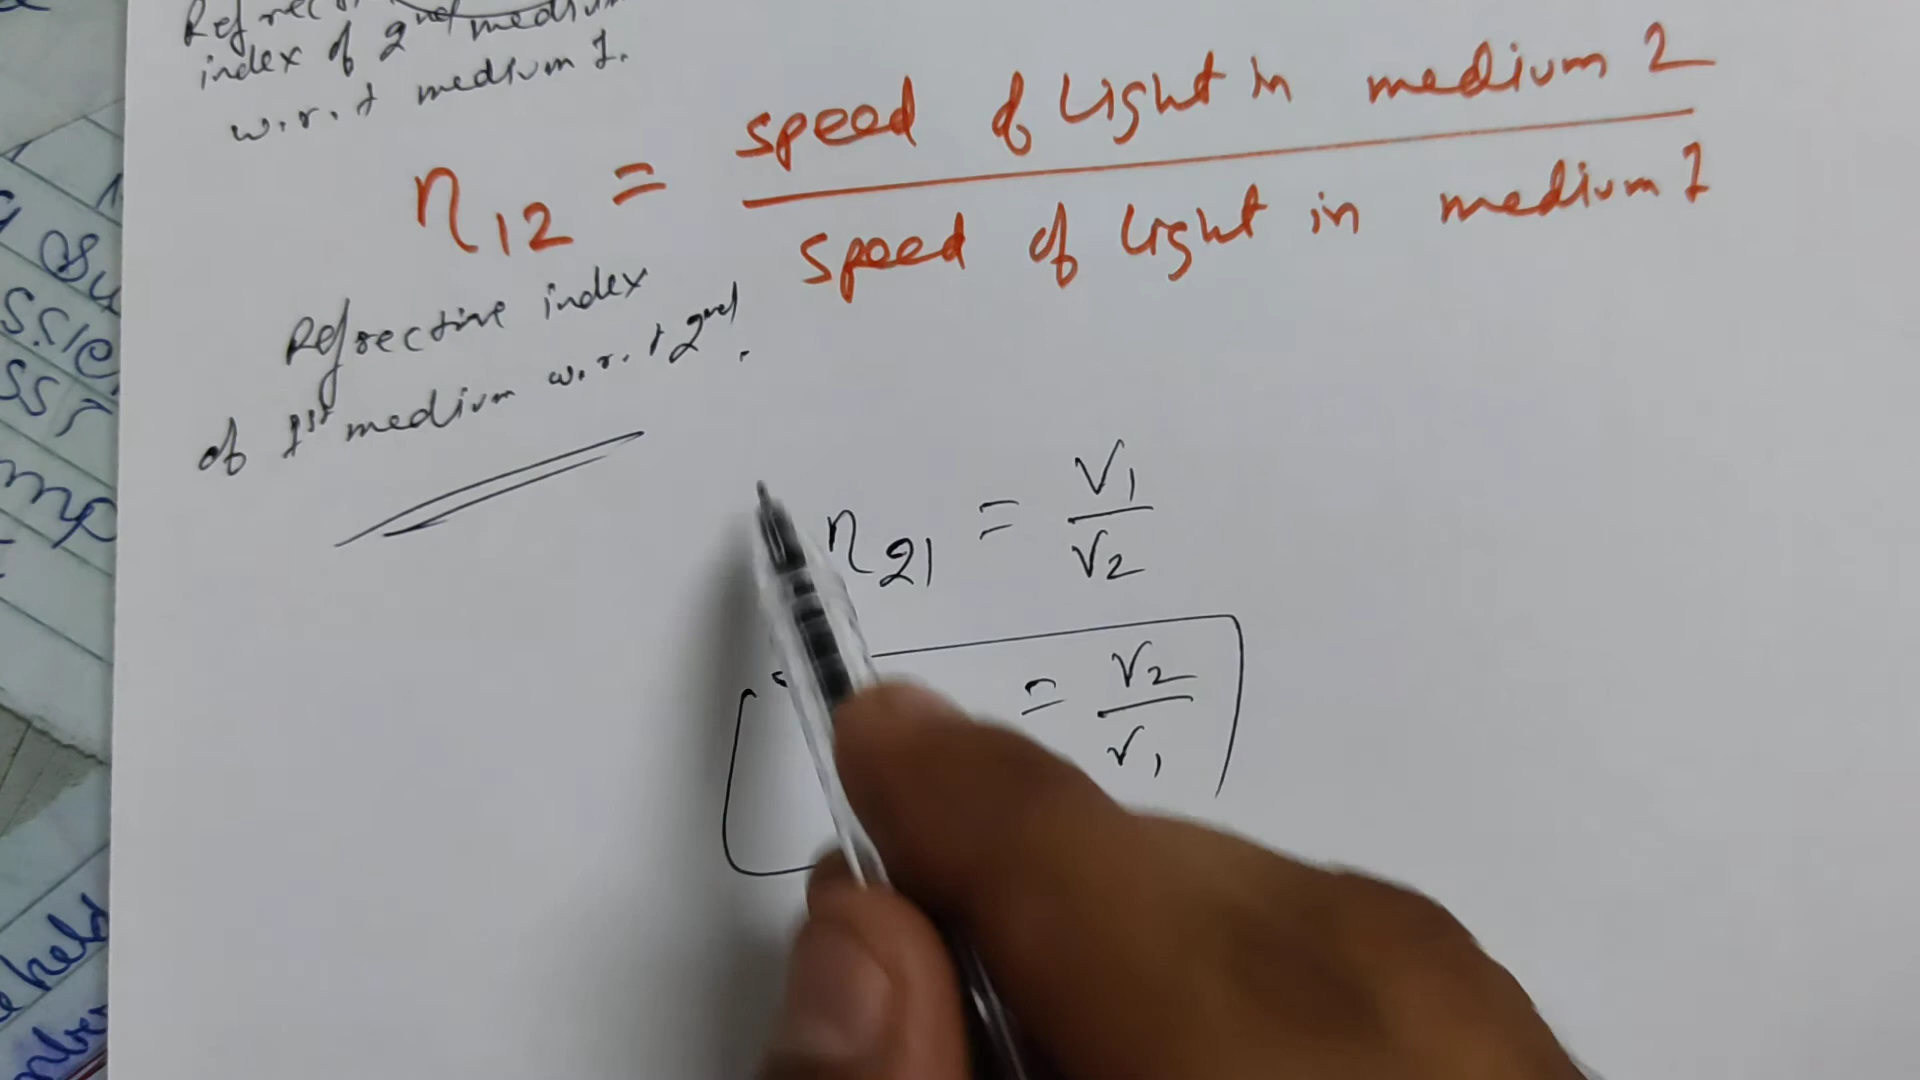 index of 2nd medium
w.r.t medium 1.
n12 = speed of light in medium 2
speed of light in medium 1
Refrective index
of 1st medium w.r.t 2nd.
n21 = V1
V2
= V2
V1